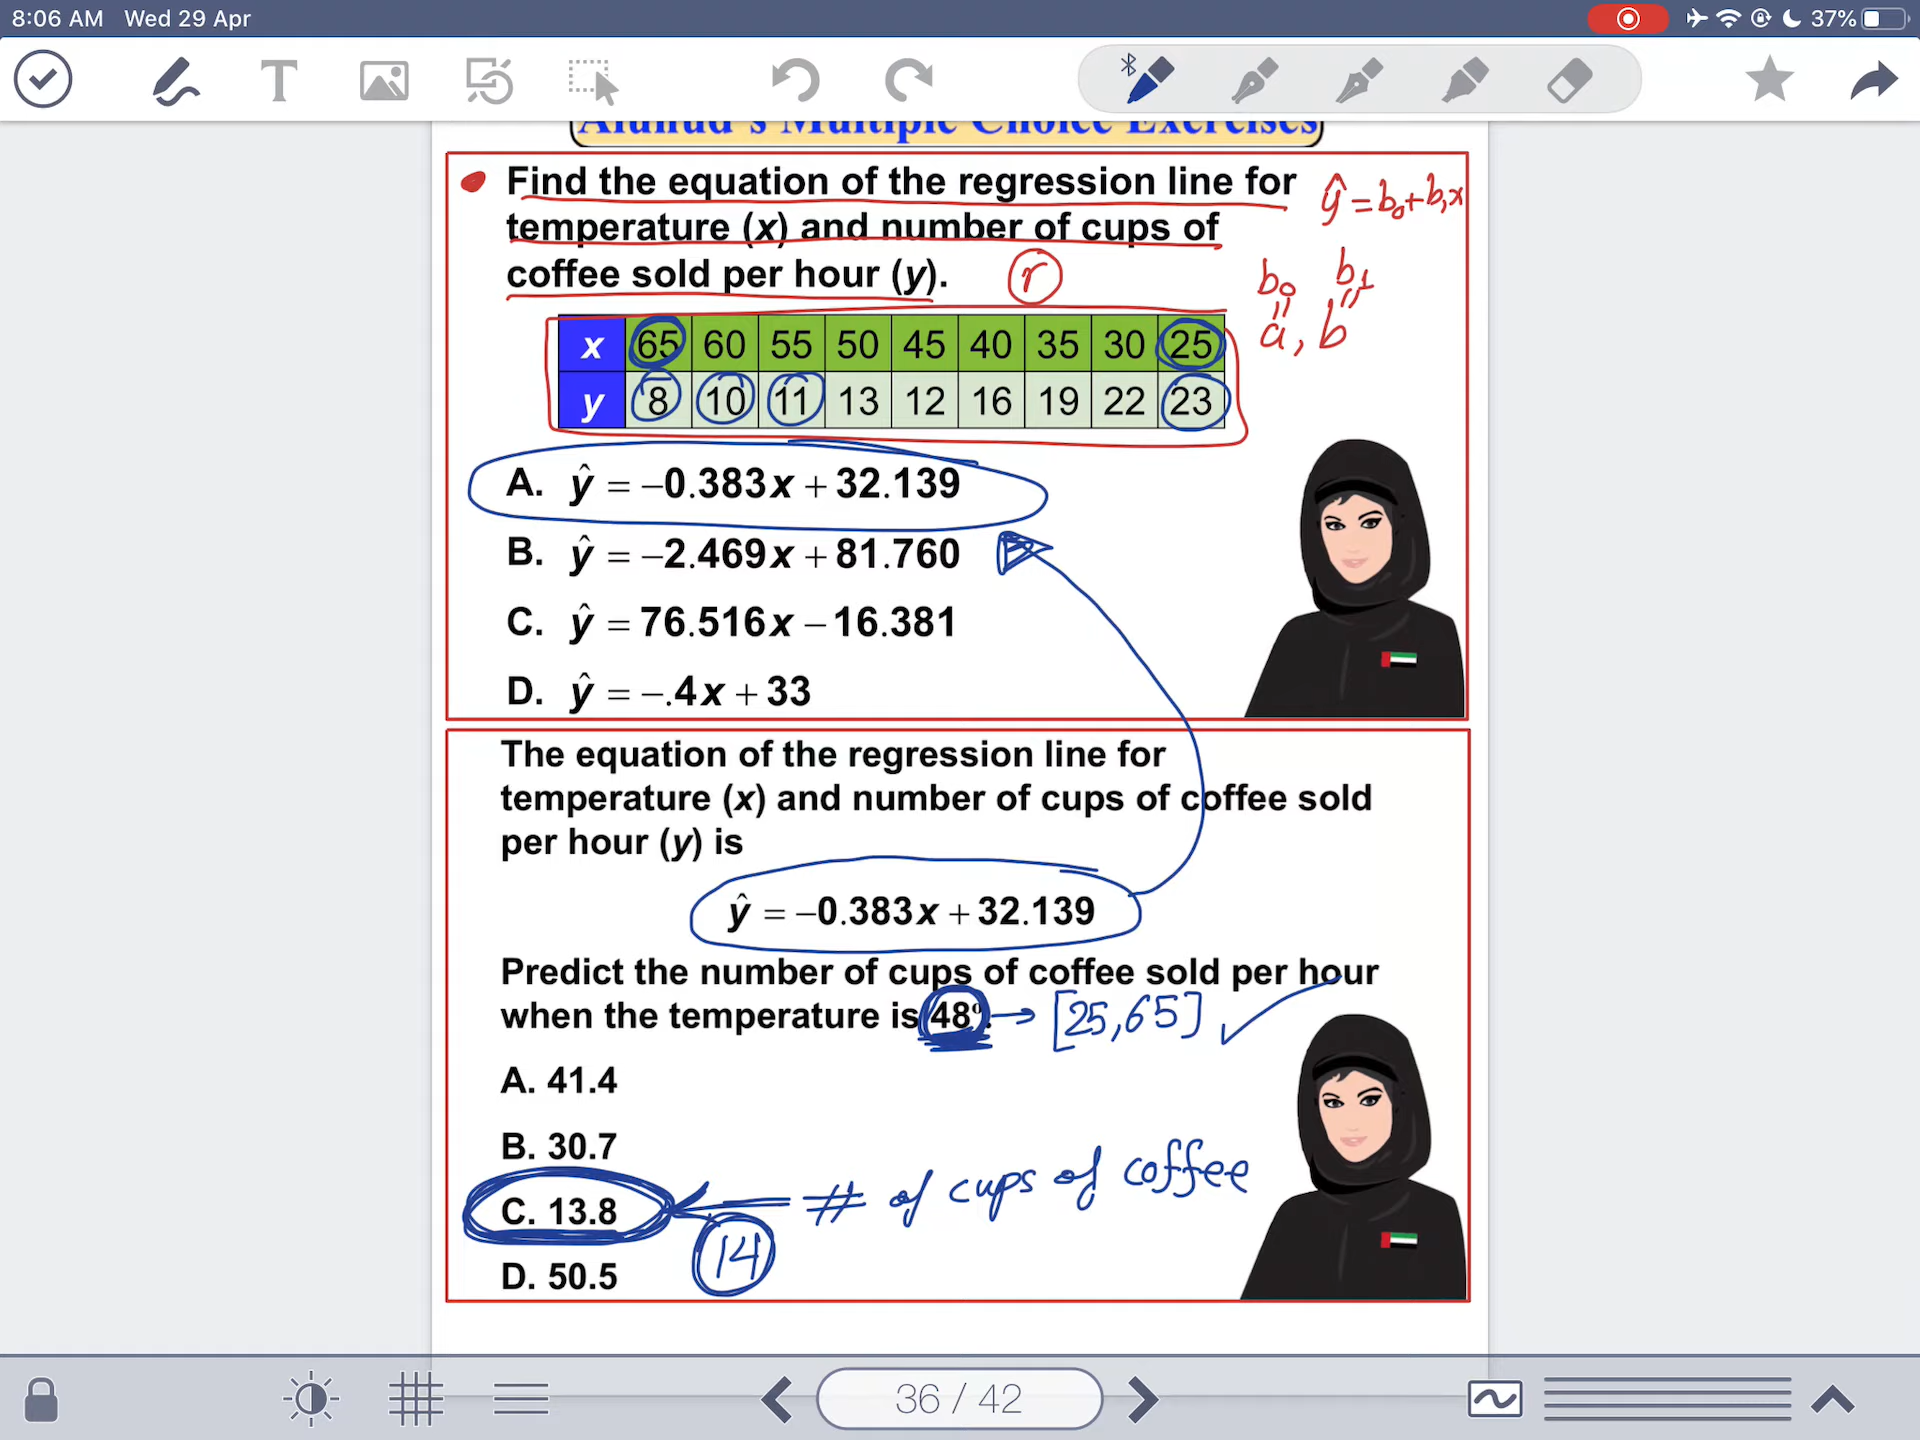 8:06 AM Wed 29 Apr
37%
Find the equation of the regression line for
temperature (x) and number of cups of
coffee sold per hour (y).
r
ŷ = b₀ + b₁x
b₀ b₁
a, b
x 65 60 55 50 45 40 35 30 25
y 8 10 11 13 12 16 19 22 23
A. ŷ = −0.383x + 32.139
B. ŷ = −2.469x + 81.760
C. ŷ = 76.516x − 16.381
D. ŷ = −.4x + 33
The equation of the regression line for
temperature (x) and number of cups of coffee sold
per hour (y) is
ŷ = −0.383x + 32.139
Predict the number of cups of coffee sold per hour
when the temperature is 48º. → [25,65] ✓
A. 41.4
B. 30.7
C. 13.8
# of cups of coffee
14
D. 50.5
36 / 42